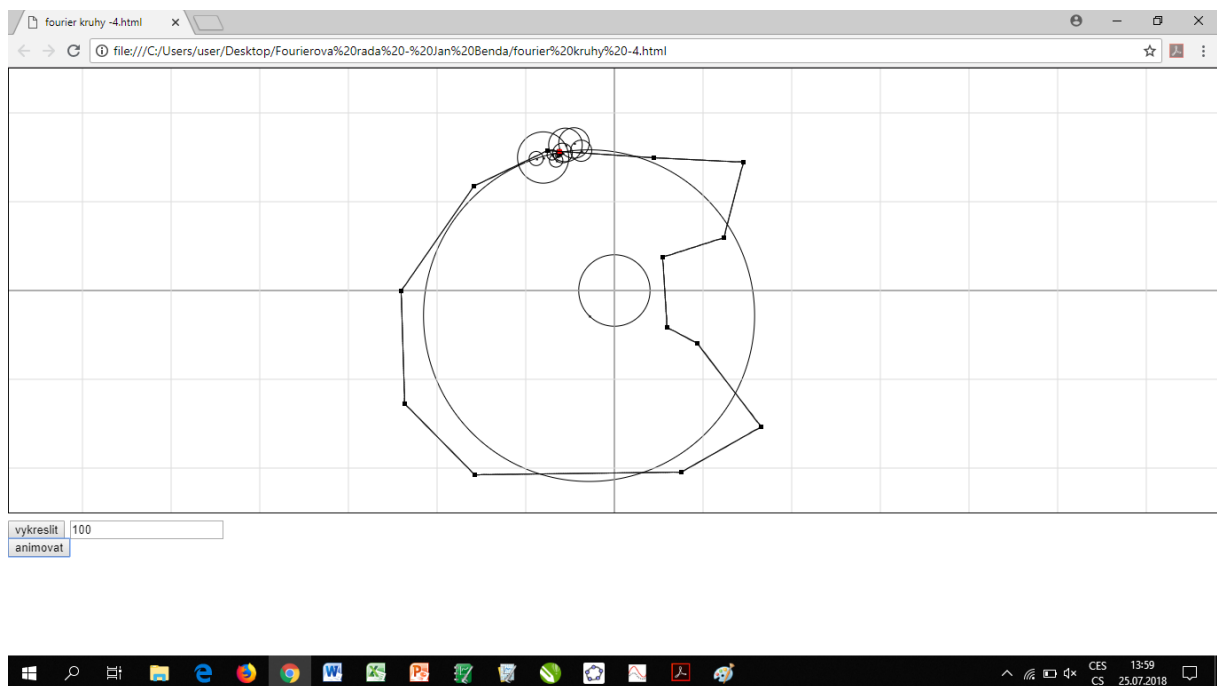 fourier kruhy -4.html
file:///C:/Users/user/Desktop/Fourierova%20rada%20-%20Jan%20Benda/fourier%20kruhy%20-4.html
vykreslit 100
animovat
CES 13:59
CS 25.07.2018